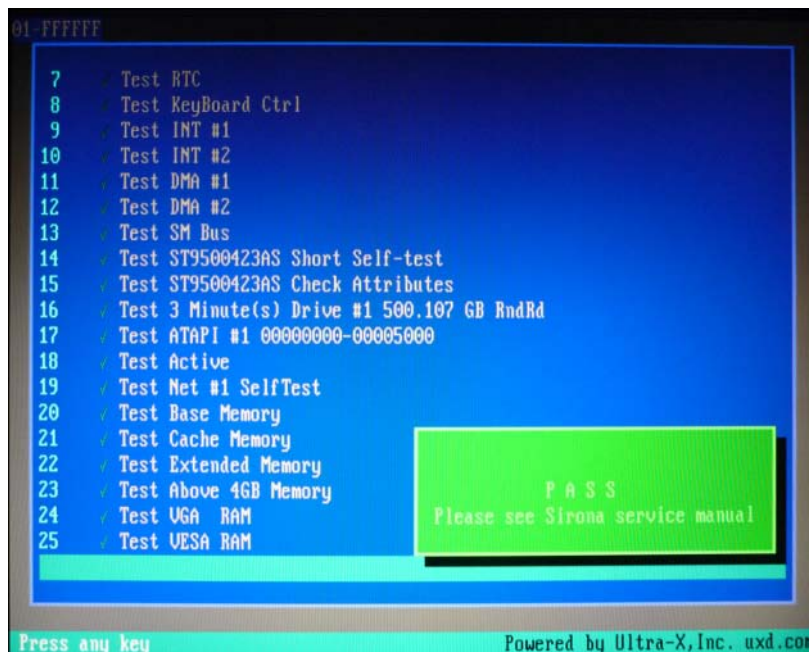 01-FFFFFF
7 √ Test RTC
8 √ Test KeyBoard Ctrl
9 √ Test INT #1
10 √ Test INT #2
11 √ Test DMA #1
12 √ Test DMA #2
13 √ Test SM Bus
14 √ Test ST9500423AS Short Self-test
15 √ Test ST9500423AS Check Attributes
16 √ Test 3 Minute(s) Drive #1 500.107 GB RndRd
17 √ Test ATAPI #1 00000000-00005000
18 √ Test Active
19 √ Test Net #1 SelfTest
20 √ Test Base Memory
21 √ Test Cache Memory
22 √ Test Extended Memory
23 √ Test Above 4GB Memory
24 √ Test VGA RAM
25 √ Test VESA RAM
P A S S
Please see Sirona service manual
Press any key
Powered by Ultra-X,Inc. uxd.com